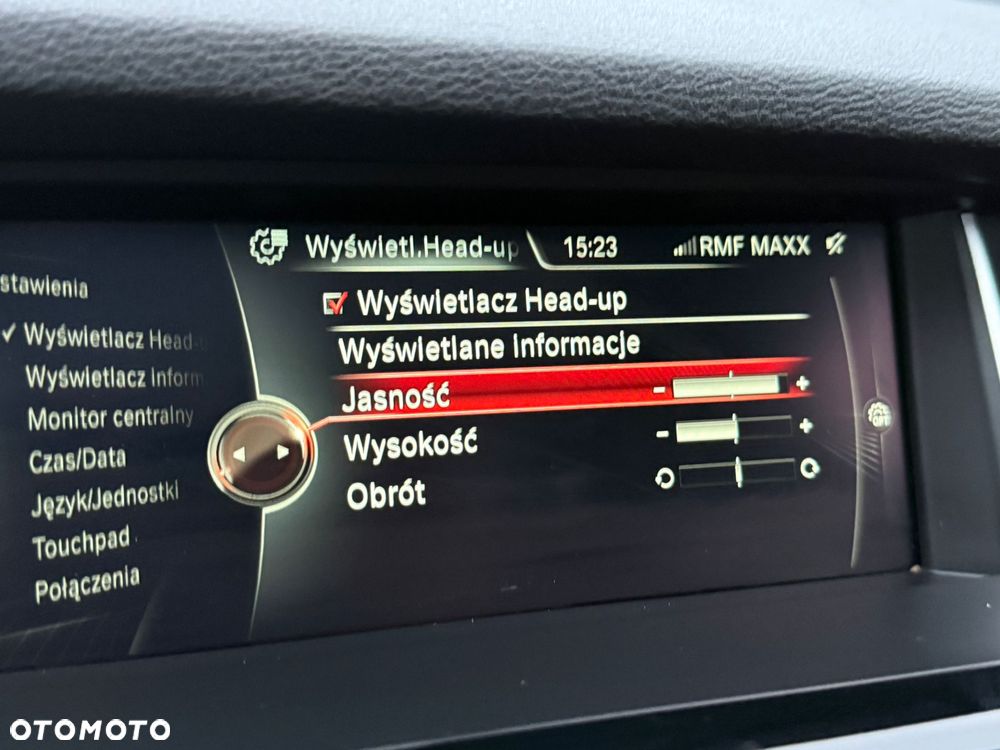 Wyświetl.Head-up
15:23
RMF MAXX
stawienia
✓ Wyświetlacz Head-
Wyświetlacz inform
Monitor centralny
Czas/Data
Język/Jednostki
Touchpad
Połączenia
Wyświetlacz Head-up
Wyświetlane informacje
Jasność - +
Wysokość - +
Obrót
OFF
OTOMOTO